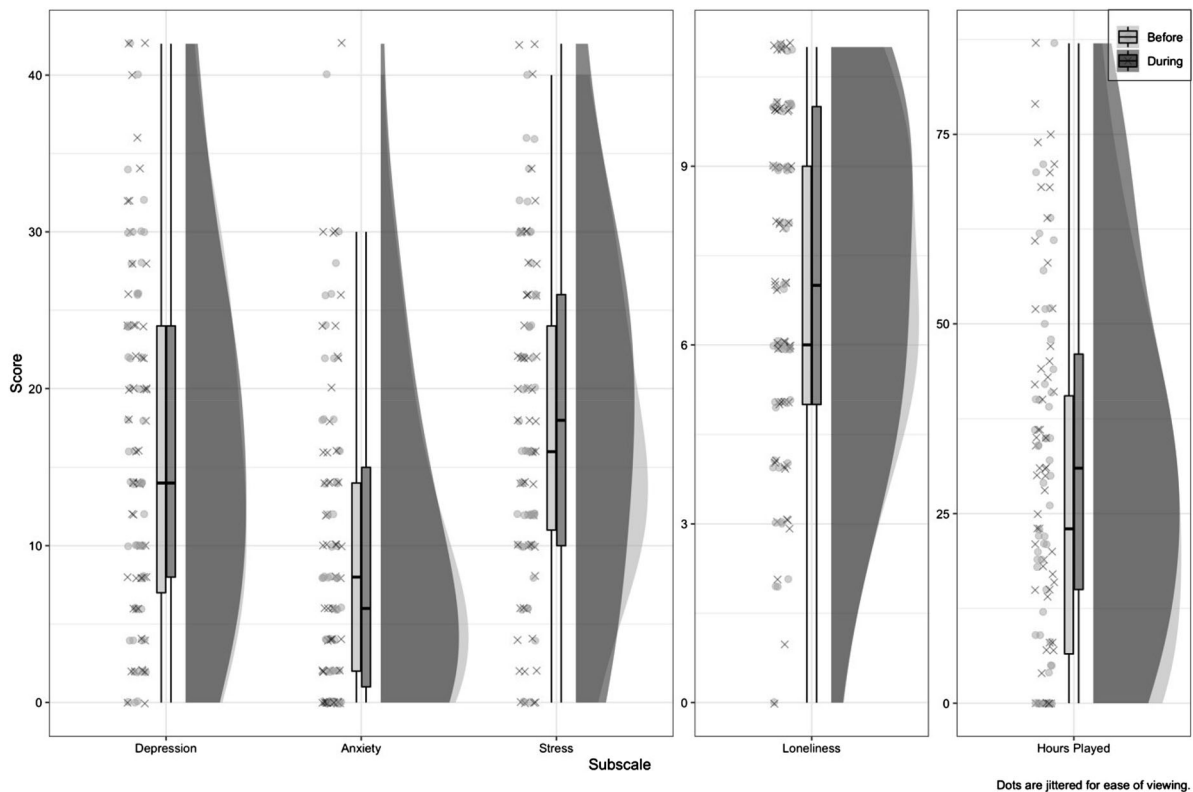 Before
During
Score
40
30
20
10
0
9
6
3
0
75
50
25
0
Depression
Anxiety
Stress
Loneliness
Hours Played
Subscale
Dots are jittered for ease of viewing.